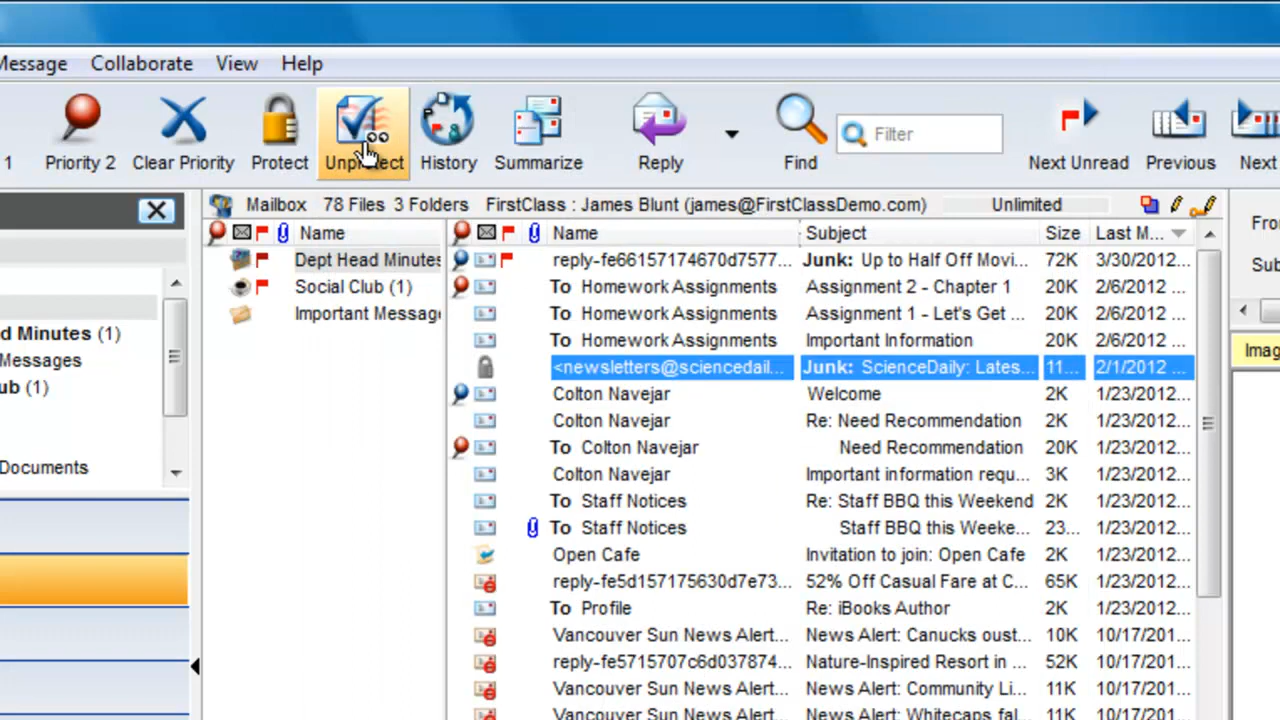 Message Collaborate View Help
1 Priority 2 Clear Priority Protect Unprotect History Summarize Reply Find Filter Next Unread Previous Next
Mailbox 78 Files 3 Folders FirstClass : James Blunt (james@FirstClassDemo.com) Unlimited
Name
Dept Head Minutes
Social Club (1)
Important Message
d Minutes (1)
Messages
ub (1)
Documents
Name Subject Size Last M...
reply-fe66157174670d7577... Junk: Up to Half Off Movi... 72K 3/30/2012...
To Homework Assignments Assignment 2 - Chapter 1 20K 2/6/2012 ...
To Homework Assignments Assignment 1 - Let's Get ... 20K 2/6/2012 ...
To Homework Assignments Important Information 20K 2/6/2012 ...
<newsletters@sciencedail... Junk: ScienceDaily: Lates... 11... 2/1/2012 ...
Colton Navejar Welcome 2K 1/23/2012...
Colton Navejar Re: Need Recommendation 2K 1/23/2012...
To Colton Navejar Need Recommendation 20K 1/23/2012...
Colton Navejar Important information requ... 3K 1/23/2012...
To Staff Notices Re: Staff BBQ this Weekend 2K 1/23/2012...
To Staff Notices Staff BBQ this Weeke... 23... 1/23/2012...
Open Cafe Invitation to join: Open Cafe 2K 1/23/2012...
reply-fe5d157175630d7e73... 52% Off Casual Fare at C... 65K 1/23/2012...
To Profile Re: iBooks Author 2K 1/23/2012...
Vancouver Sun News Alert... News Alert: Canucks oust... 10K 10/17/201...
reply-fe5715707c6d037874... Nature-Inspired Resort in ... 52K 10/17/201...
Vancouver Sun News Alert... News Alert: Community Li... 11K 10/17/201...
Vancouver Sun News Alert... News Alert: Whitecaps fal... 11K 10/17/201...
Fro
Sub
Imag